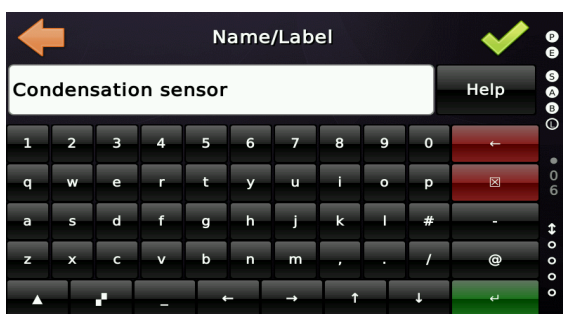 Name/Label
Condensation sensor
Help
1 2 3 4 5 6 7 8 9 0 ←
q w e r t y u i o p ☒
a s d f g h j k l # -
z x c v b n m , . / @
▲ ▞ _ ← → ↑ ↓ ↵
P
E
S
A
B
L
0
6